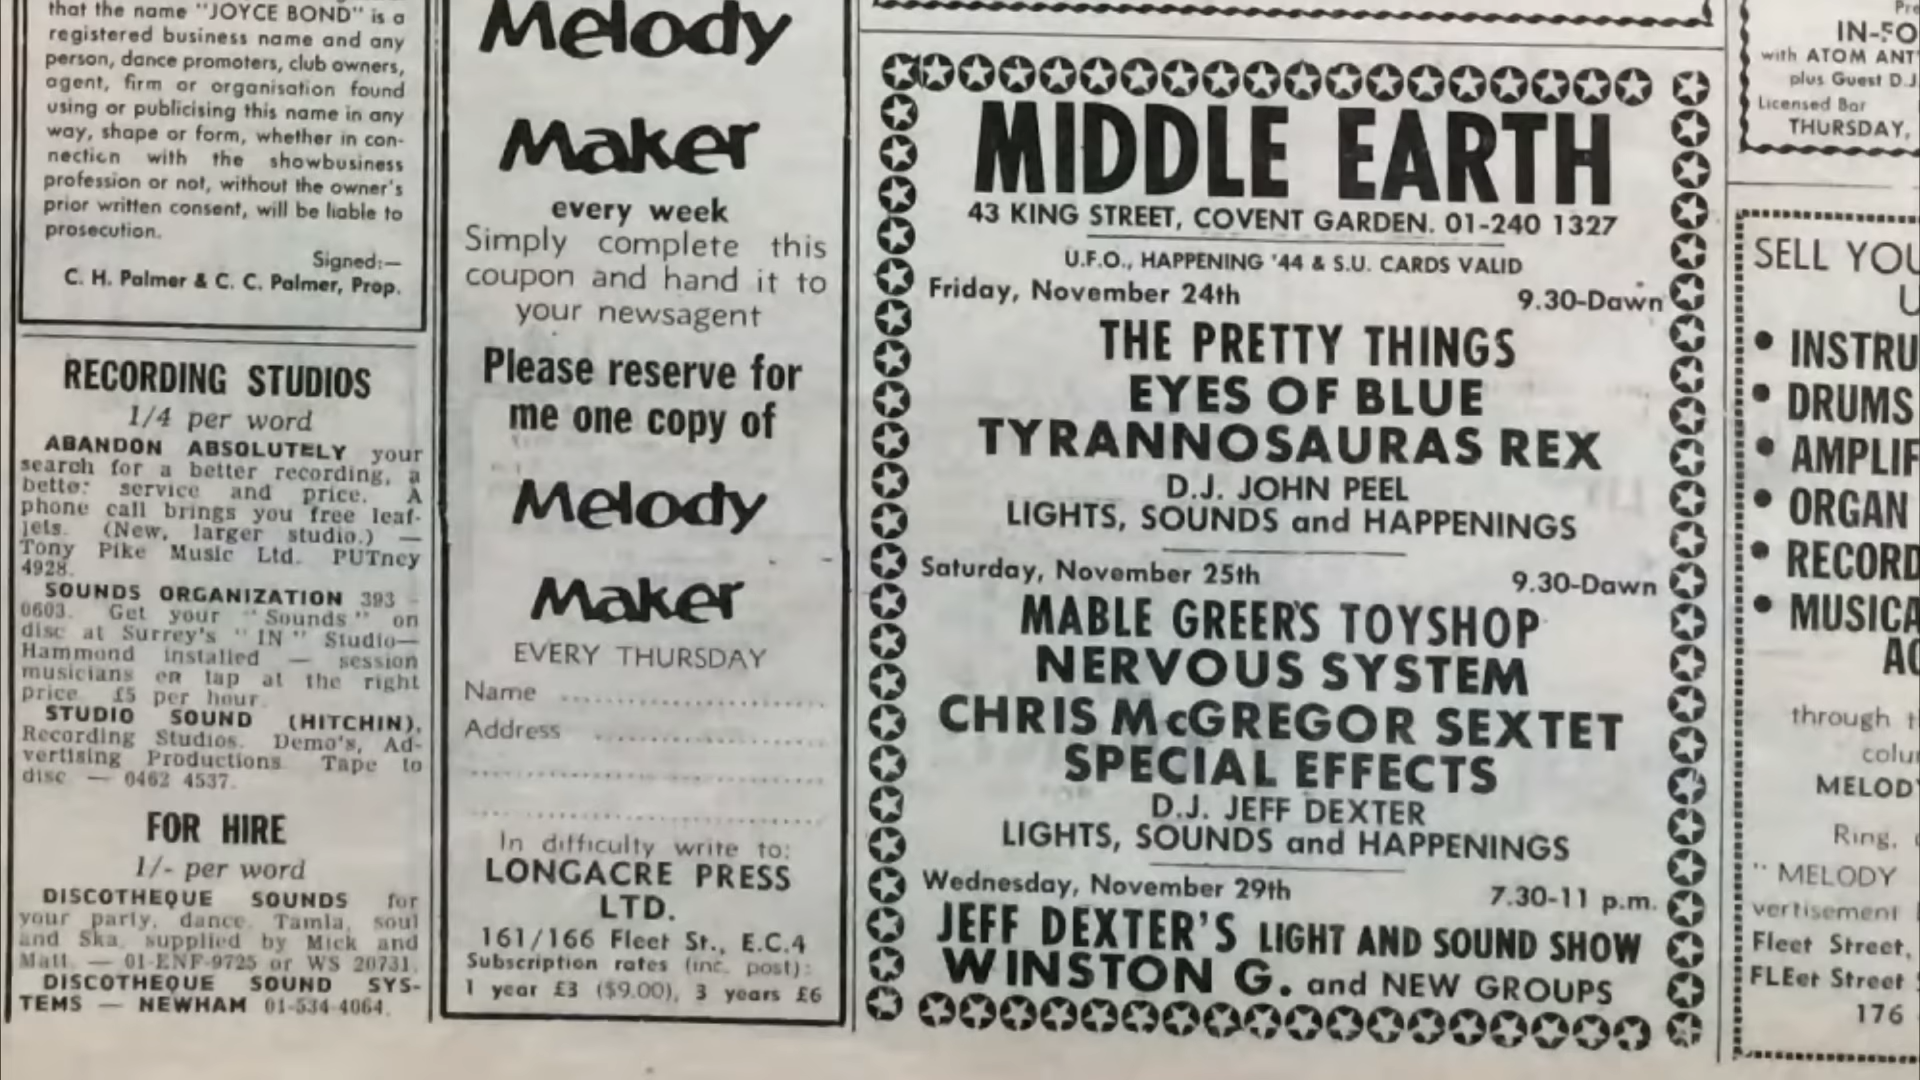 that the name "JOYCE BOND" is a
registered business name and any
person, dance promoters, club owners,
agent, firm or organisation found
using or publicising this name in any
way, shape or form, whether in con-
nection with the showbusiness
profession or not, without the owner's
prior written consent, will be liable to
prosecution.
Signed:—
C. H. Palmer & C. C. Palmer, Prop.
RECORDING STUDIOS
1/4 per word
ABANDON ABSOLUTELY your
search for a better recording, a
better service and price. A
phone call brings you free leaf-
lets. (New, larger studio.) —
Tony Pike Music Ltd. PUTney
4928.
SOUNDS ORGANIZATION 393 -
0603. Get your "Sounds" on
disc at Surrey's "IN" Studio—
Hammond installed — session
musicians on tap at the right
price £5 per hour.
STUDIO SOUND (HITCHIN),
Recording Studios. Demo's, Ad-
vertising Productions. Tape to
disc — 0462 4537.
FOR HIRE
1/- per word
DISCOTHEQUE SOUNDS for
your party, dance. Tamla, soul
and Ska, supplied by Mick and
Matt. — 01-ENF-9725 or WS 20731.
DISCOTHEQUE SOUND SYS-
TEMS — NEWHAM 01-534-4064.
Melody
Maker
every week
Simply complete this
coupon and hand it to
your newsagent
Please reserve for
me one copy of
Melody
Maker
EVERY THURSDAY
Name
Address
In difficulty write to:
LONGACRE PRESS
LTD.
161/166 Fleet St., E.C.4
Subscription rates (inc. post):
1 year £3 ($9.00), 3 years £6
MIDDLE EARTH
43 KING STREET, COVENT GARDEN. 01-240 1327
U.F.O., HAPPENING '44 & S.U. CARDS VALID
Friday, November 24th 9.30-Dawn
THE PRETTY THINGS
EYES OF BLUE
TYRANNOSAURAS REX
D.J. JOHN PEEL
LIGHTS, SOUNDS and HAPPENINGS
Saturday, November 25th 9.30-Dawn
MABLE GREER'S TOYSHOP
NERVOUS SYSTEM
CHRIS McGREGOR SEXTET
SPECIAL EFFECTS
D.J. JEFF DEXTER
LIGHTS, SOUNDS and HAPPENINGS
Wednesday, November 29th 7.30-11 p.m.
JEFF DEXTER'S LIGHT AND SOUND SHOW
WINSTON G. and NEW GROUPS
Pre
IN-FO
with ATOM ANT
plus Guest D.J.
Licensed Bar
THURSDAY,
SELL YOU
U
• INSTRU
• DRUMS
• AMPLIF
• ORGAN
• RECORD
• MUSICA
AC
through t
colu
MELOD
Ring,
" MELODY
vertisement
Fleet Street,
FLEet Street
176